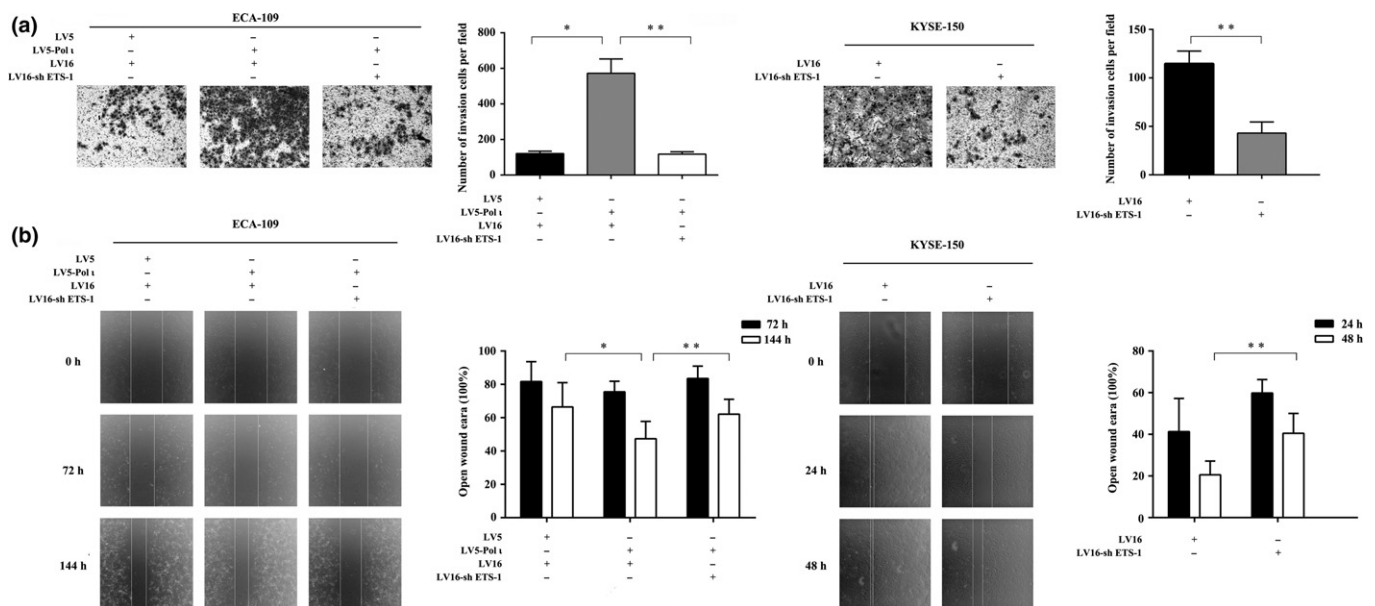 (a)
ECA-109
LV5 + – –
LV5-Pol ι – + +
LV16 + + –
LV16-sh ETS-1 – – +
Number of invasion cells per field
800
600
400
200
0
* **
LV5 + – –
LV5-Pol ι – + +
LV16 + + –
LV16-sh ETS-1 – – +
KYSE-150
LV16 + –
LV16-sh ETS-1 – +
Number of invasion cells per field
150
100
50
0
**
LV16 + –
LV16-sh ETS-1 – +
(b)
ECA-109
LV5 + – –
LV5-Pol ι – + +
LV16 + + –
LV16-sh ETS-1 – – +
0 h
72 h
144 h
72 h
144 h
Open wound eara (100%)
100
80
60
40
20
0
* **
LV5 + – –
LV5-Pol ι – + +
LV16 + + –
LV16-sh ETS-1 – – +
KYSE-150
LV16 + –
LV16-sh ETS-1 – +
0 h
24 h
48 h
24 h
48 h
Open wound eara (100%)
80
60
40
20
0
**
LV16 + –
LV16-sh ETS-1 – +